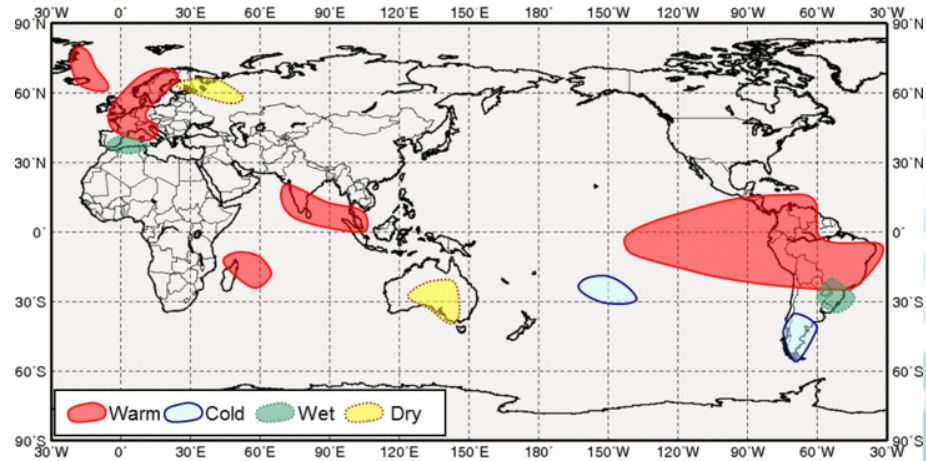 30˚W 0˚ 30˚E 60˚E 90˚E 120˚E 150˚E 180˚ 150˚W 120˚W 90˚W 60˚W 30˚W
90˚N 90˚N
60˚N 60˚N
30˚N 30˚N
0˚ 0˚
30˚S 30˚S
60˚S 60˚S
Warm Cold Wet Dry
90˚S 90˚S
30˚W 0˚ 30˚E 60˚E 90˚E 120˚E 150˚E 180˚ 150˚W 120˚W 90˚W 60˚W 30˚W